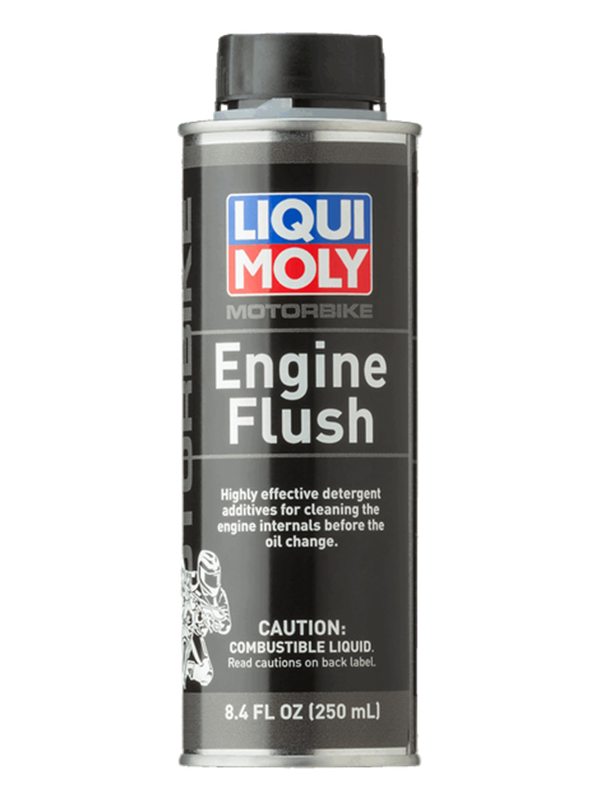 LIQUI
MOLY
MOTORBIKE
Engine
Flush
Highly effective detergent
additives for cleaning the
engine internals before the
oil change.
CAUTION:
COMBUSTIBLE LIQUID.
Read cautions on back label.
8.4 FL OZ (250 mL)